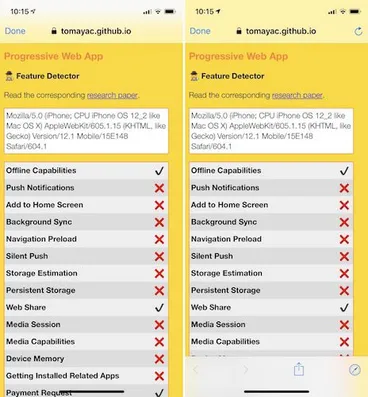 10:15
Done
tomayac.github.io
Progressive Web App
Feature Detector
Read the corresponding research paper.
Mozilla/5.0 (iPhone; CPU iPhone OS 12_2 like
Mac OS X) AppleWebKit/605.1.15 (KHTML, like
Gecko) Version/12.1 Mobile/15E148
Safari/604.1
Offline Capabilities
Push Notifications
Add to Home Screen
Background Sync
Navigation Preload
Silent Push
Storage Estimation
Persistent Storage
Web Share
Media Session
Media Capabilities
Device Memory
Getting Installed Related Apps
Payment Request
10:15
Done
tomayac.github.io
Progressive Web App
Feature Detector
Read the corresponding research paper.
Mozilla/5.0 (iPhone; CPU iPhone OS 12_2 like
Mac OS X) AppleWebKit/605.1.15 (KHTML, like
Gecko) Version/12.1 Mobile/15E148
Safari/604.1
Offline Capabilities
Push Notifications
Add to Home Screen
Background Sync
Navigation Preload
Silent Push
Storage Estimation
Persistent Storage
Web Share
Media Session
Media Capabilities